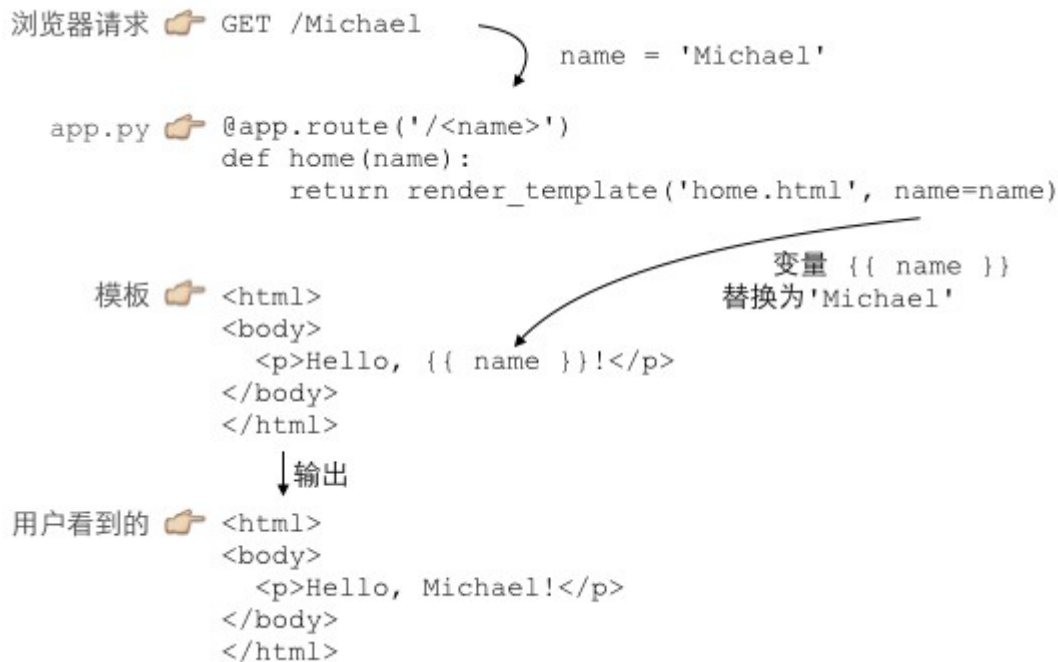 浏览器请求 👉 GET /Michael
name = 'Michael'
app.py 👉 @app.route('/<name>')
def home(name):
    return render_template('home.html', name=name)
变量 {{ name }}
替换为'Michael'
模板 👉 <html>
<body>
  <p>Hello, {{ name }}!</p>
</body>
</html>
输出
用户看到的 👉 <html>
<body>
  <p>Hello, Michael!</p>
</body>
</html>